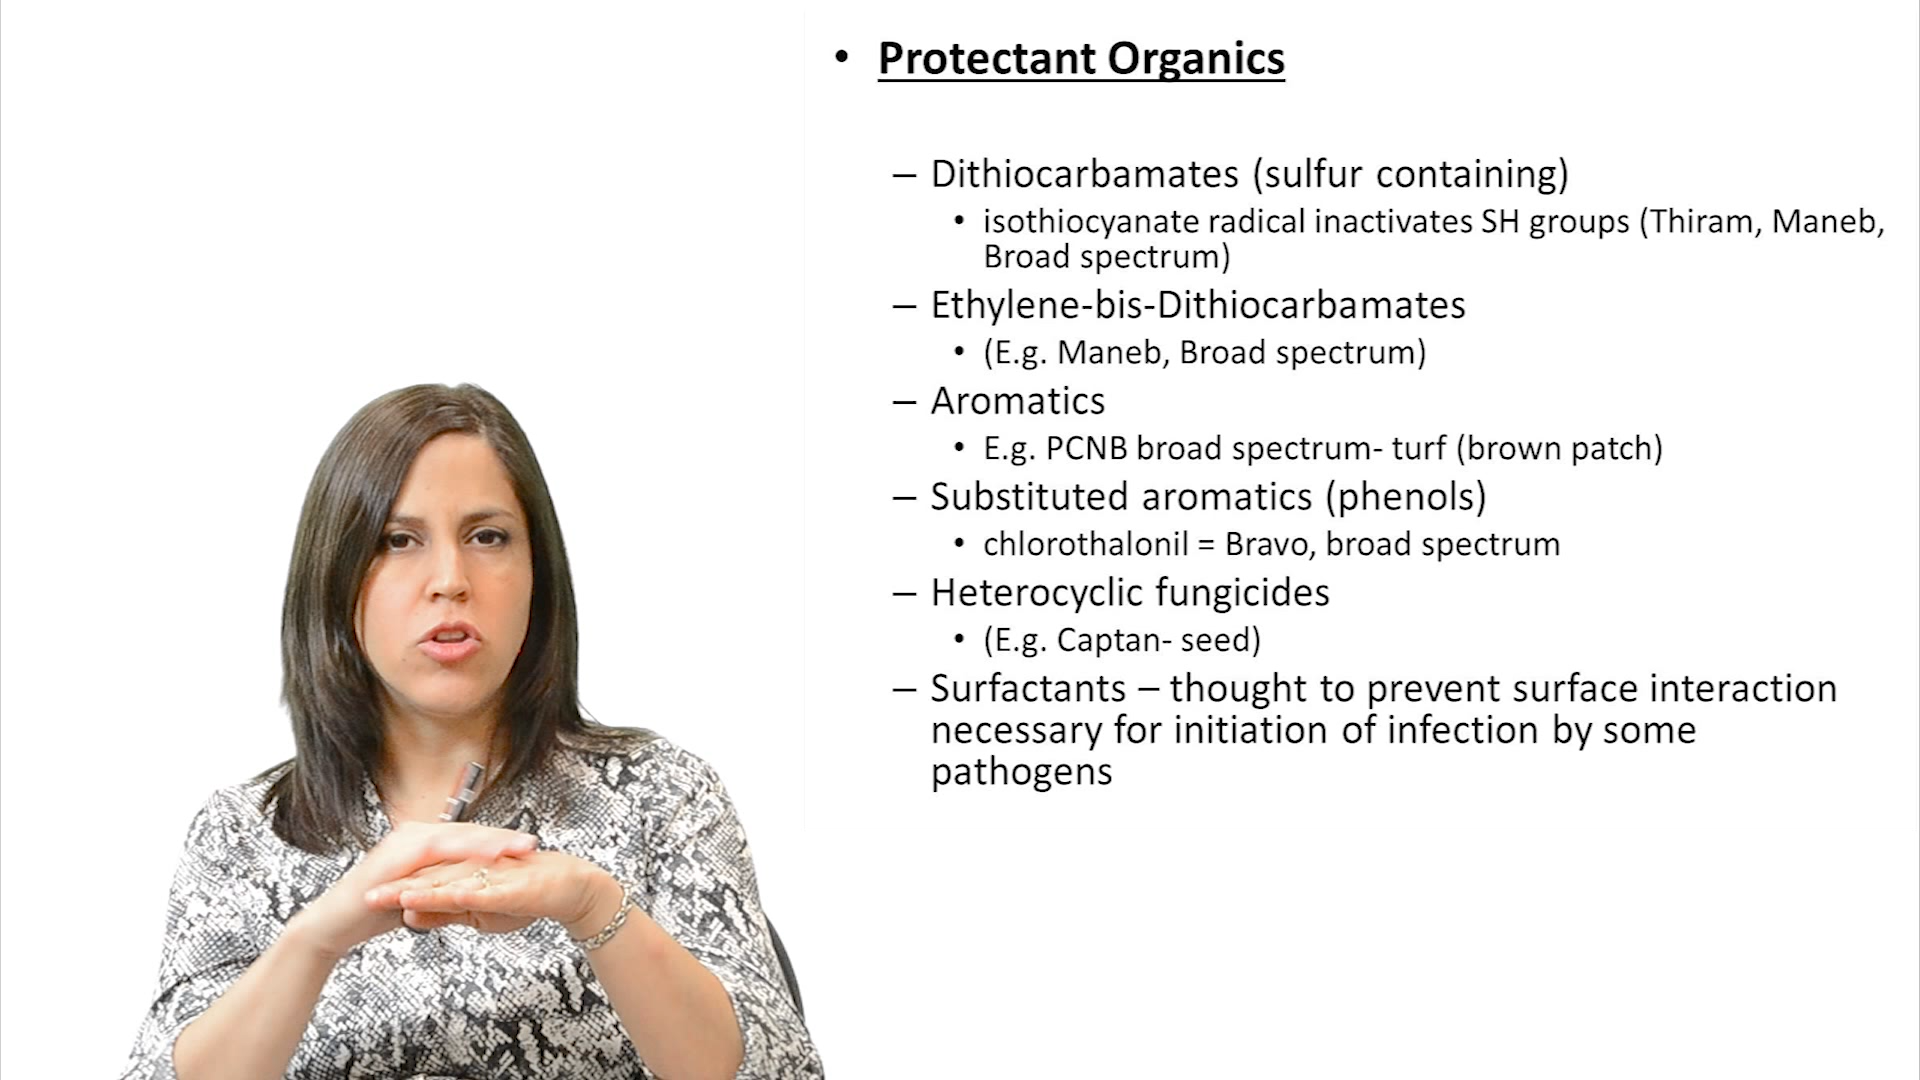 • Protectant Organics
– Dithiocarbamates (sulfur containing)
• isothiocyanate radical inactivates SH groups (Thiram, Maneb,
Broad spectrum)
– Ethylene-bis-Dithiocarbamates
• (E.g. Maneb, Broad spectrum)
– Aromatics
• E.g. PCNB broad spectrum- turf (brown patch)
– Substituted aromatics (phenols)
• chlorothalonil = Bravo, broad spectrum
– Heterocyclic fungicides
• (E.g. Captan- seed)
– Surfactants – thought to prevent surface interaction
necessary for initiation of infection by some
pathogens